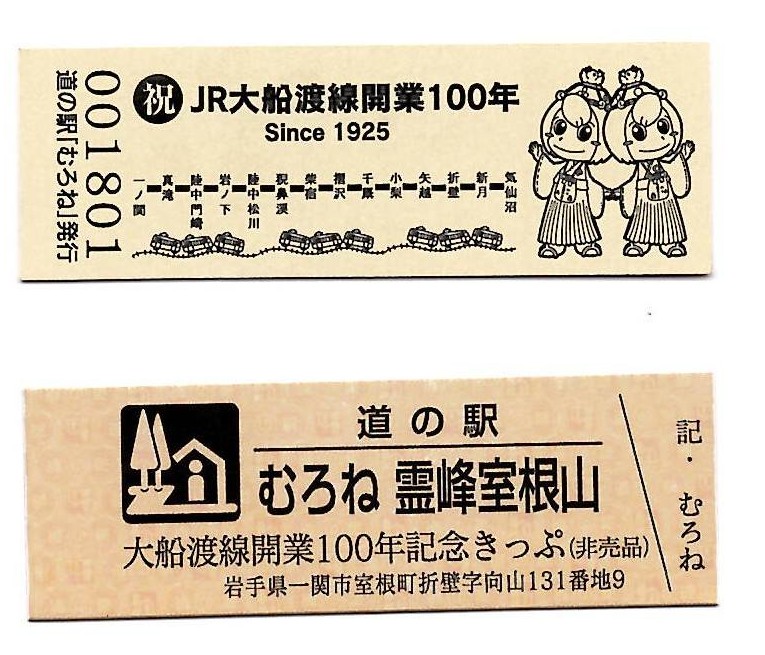 道の駅「むろね」発行
001801
祝 JR大船渡線開業100年
Since 1925
一ノ関 真滝 陸中門崎 岩ノ下 陸中松川 猊鼻渓 柴宿 摺沢 千厩 小梨 矢越 折壁 新月 気仙沼
道の駅
むろね 霊峰室根山
大船渡線開業100年記念きっぷ(非売品)
岩手県一関市室根町折壁字向山131番地9
記・むろね